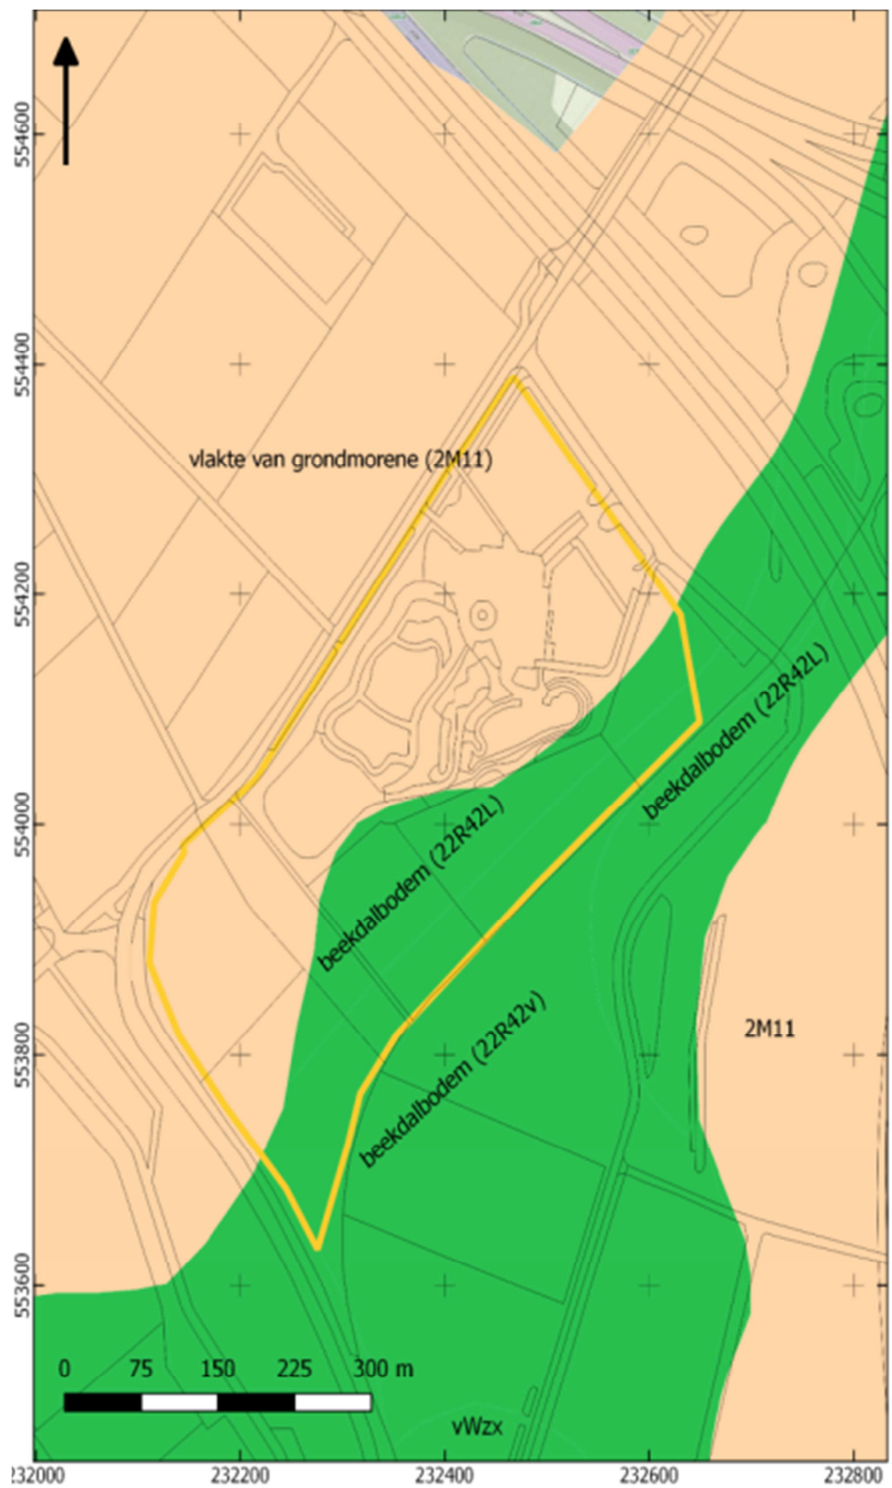 554600
554400
vlakte van grondmorene (2M11)
554200
beekdalbodem (22R42L)
beekdalbodem (22R42L)
554000
beekdalbodem (22R42v)
2M11
553800
553600
0 75 150 225 300 m
vWzx
232000 232200 232400 232600 232800